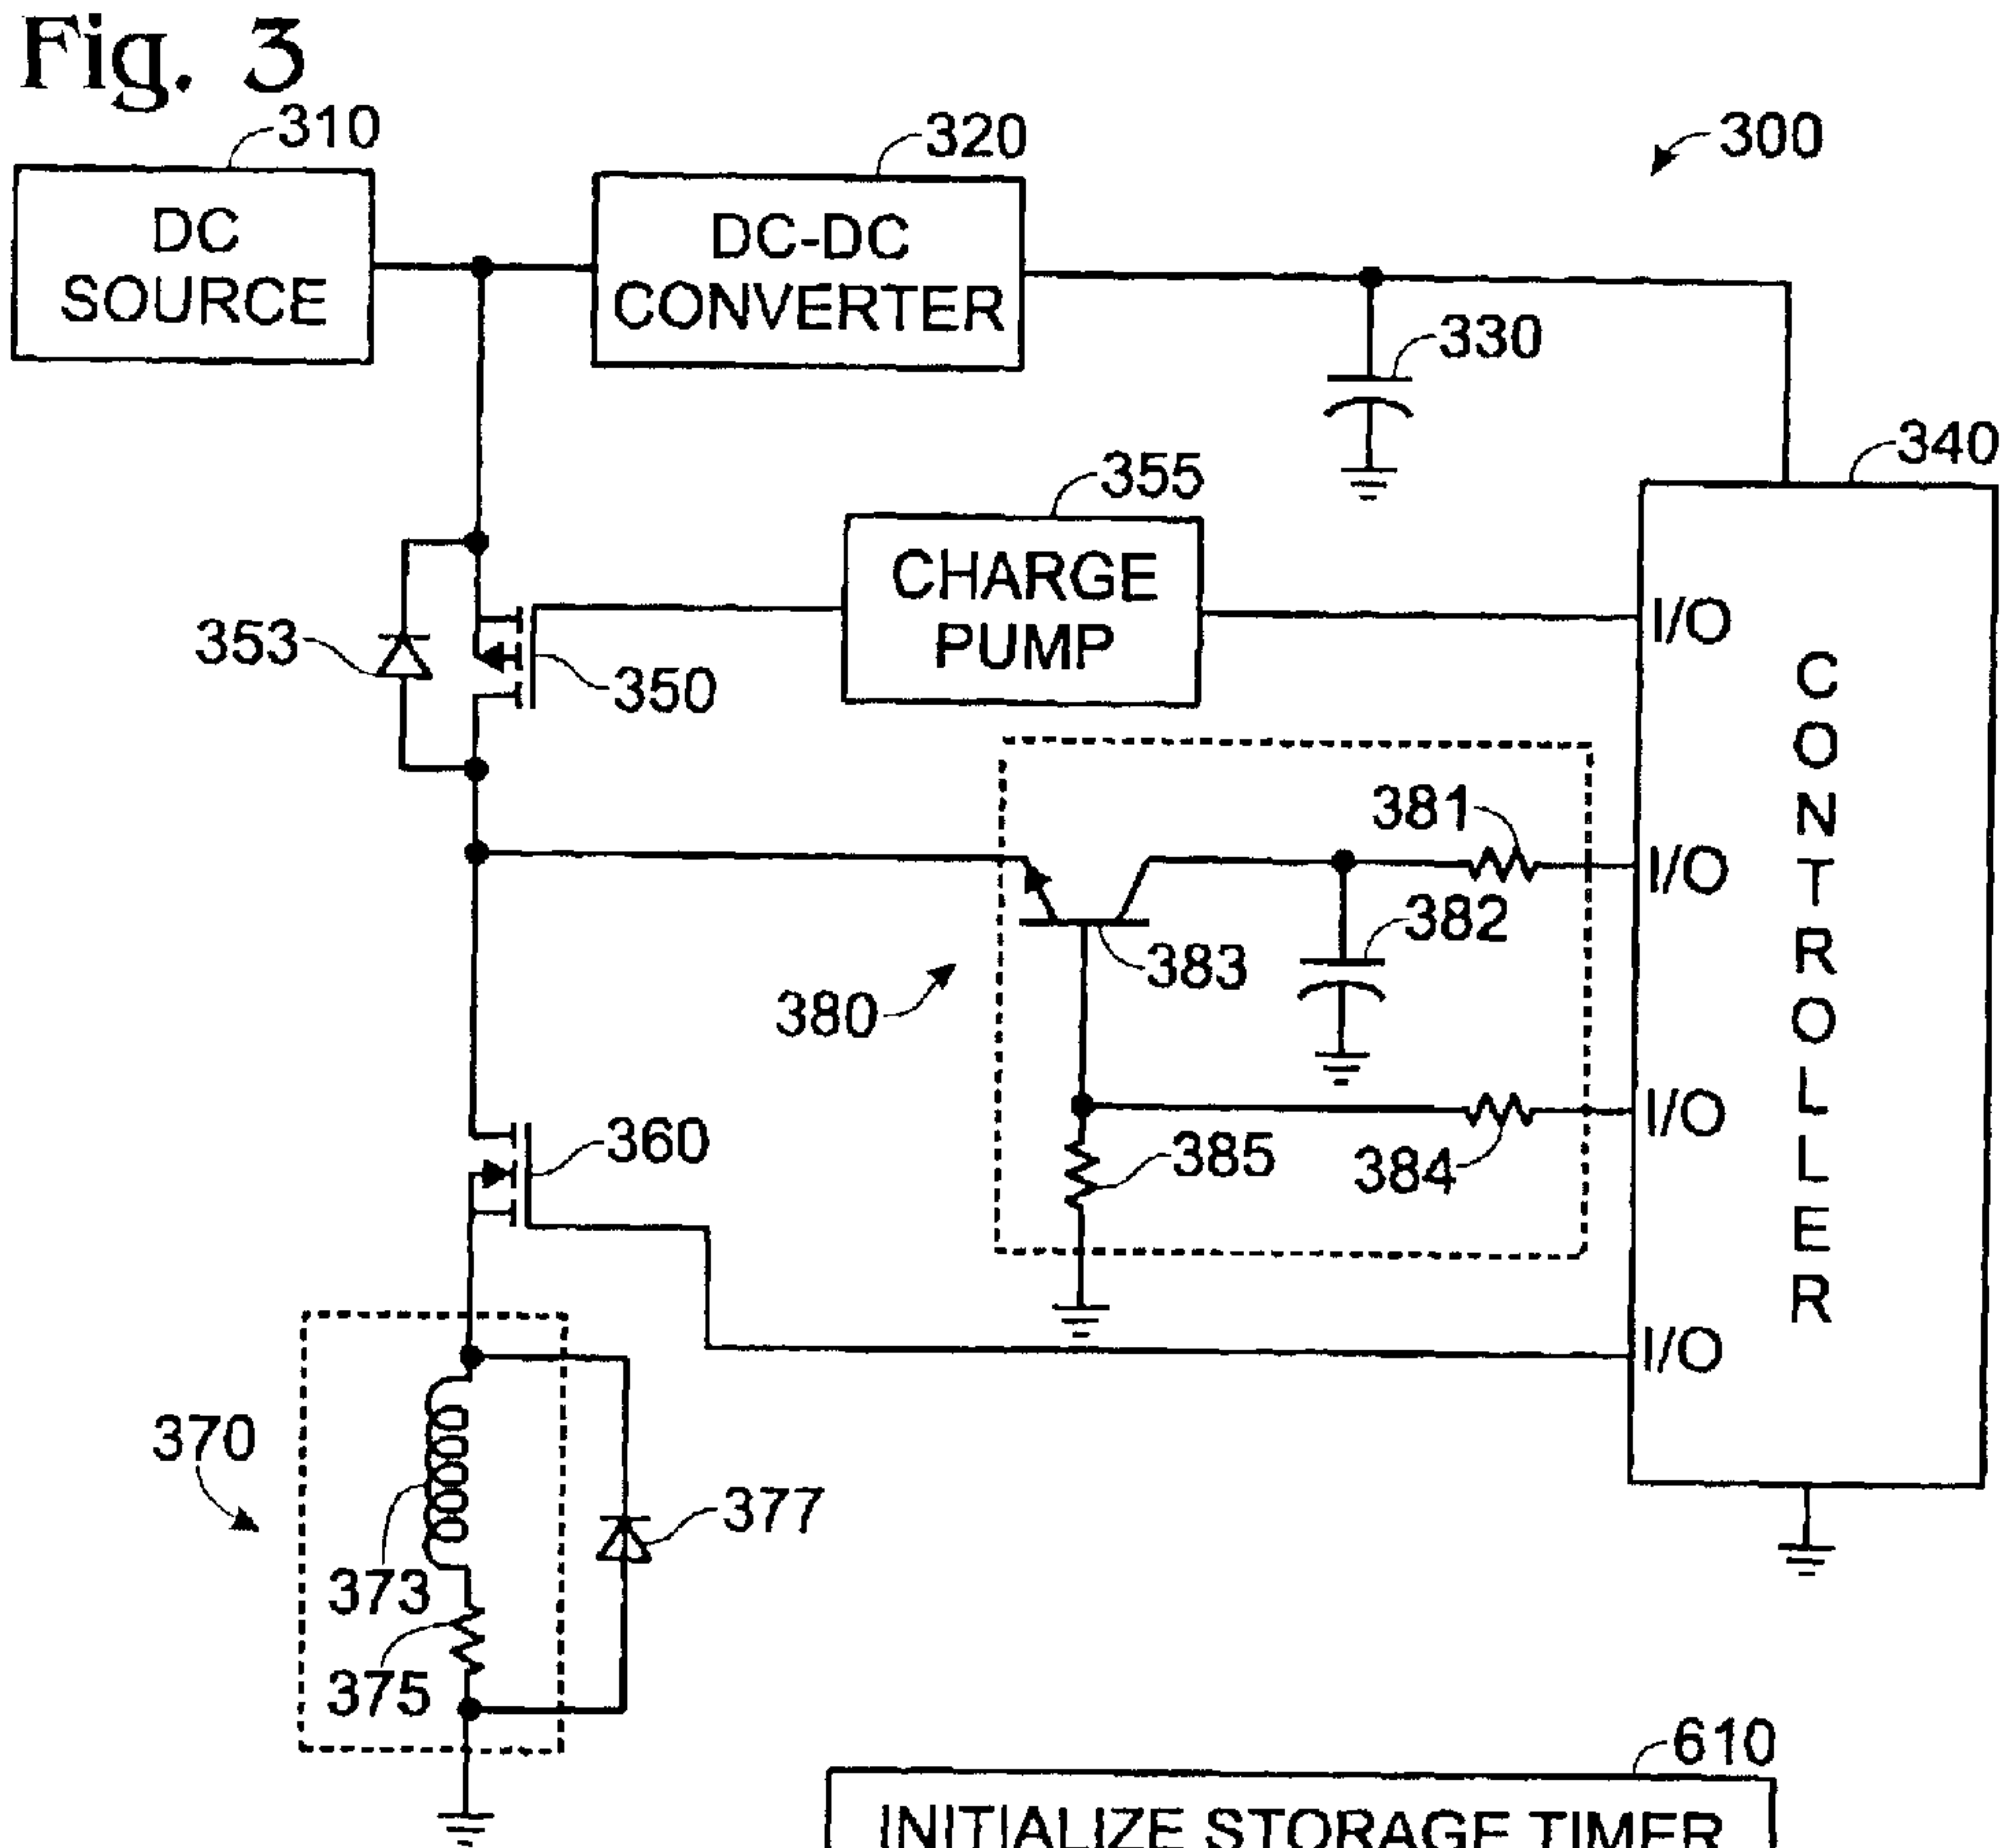 Fig. 3
310
320
300
DC
SOURCE
DC-DC
CONVERTER
330
340
355
CHARGE
PUMP
I/O
353
350
CONTROLLER
381
I/O
382
383
380
I/O
360
385
384
I/O
370
377
373
375
610
INITIALIZE STORAGE TIMER